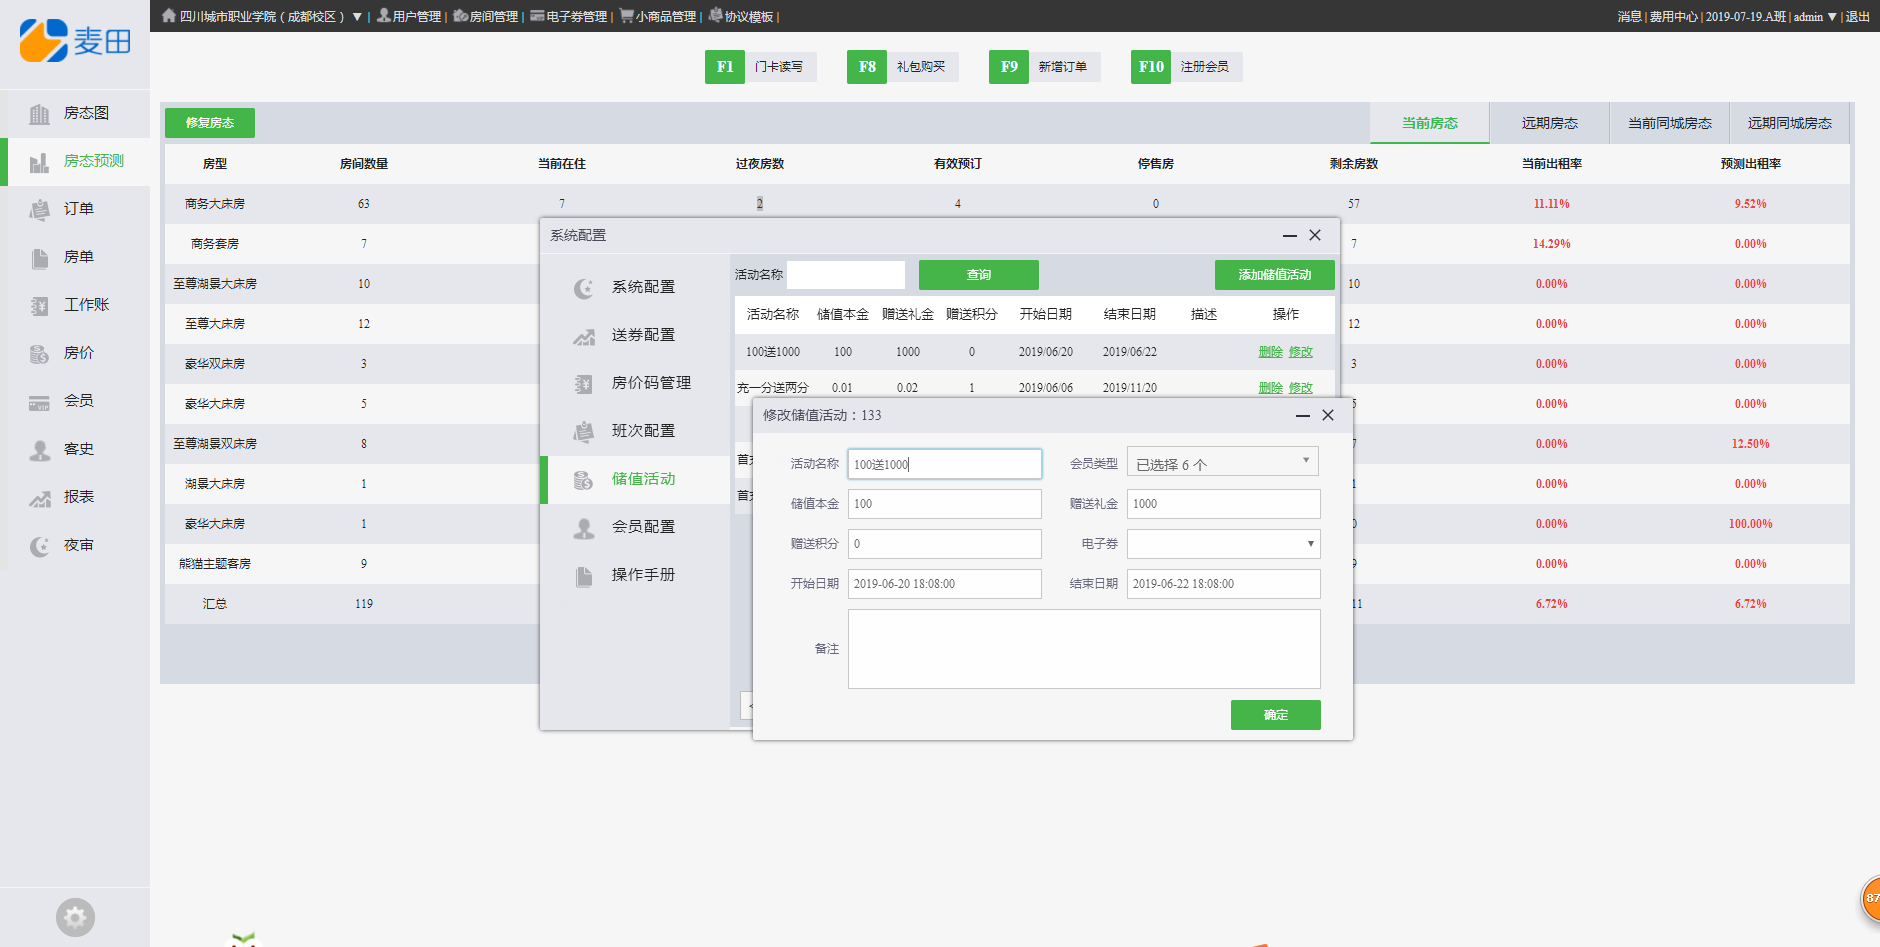 麦田
四川城市职业学院（成都校区） ▼ | 用户管理 | 房间管理 | 电子券管理 | 小商品管理 | 协议模板 |
消息 | 费用中心 | 2019-07-19.A班 | admin ▼ | 退出
F1 门卡读写 F8 礼包购买 F9 新增订单 F10 注册会员
房态图
房态预测
订单
房单
工作账
房价
会员
客史
报表
夜审
修复房态
当前房态 远期房态 当前同城房态 远期同城房态
房型 房间数量 当前在住 过夜房数 有效预订 停售房 剩余房数 当前出租率 预测出租率
商务大床房 63 7 2 4 0 57 11.11% 9.52%
商务套房 7 7 14.29% 0.00%
至尊湖景大床房 10 10 0.00% 0.00%
至尊大床房 12 12 0.00% 0.00%
豪华双床房 3 3 0.00% 0.00%
豪华大床房 5 5 0.00% 0.00%
至尊湖景双床房 8 7 0.00% 12.50%
湖景大床房 1 1 0.00% 0.00%
豪华大床房 1 0 0.00% 100.00%
熊猫主题客房 9 9 0.00% 0.00%
汇总 119 11 6.72% 6.72%
系统配置
系统配置
送券配置
房价码管理
班次配置
储值活动
会员配置
操作手册
活动名称 查询 添加储值活动
活动名称 储值本金 赠送礼金 赠送积分 开始日期 结束日期 描述 操作
100送1000 100 1000 0 2019/06/20 2019/06/22 删除 修改
充一分送两分 0.01 0.02 1 2019/06/06 2019/11/20 删除 修改
首
首
<
修改储值活动：133
活动名称 100送1000 会员类型 已选择 6 个
储值本金 100 赠送礼金 1000
赠送积分 0 电子券
开始日期 2019-06-20 18:08:00 结束日期 2019-06-22 18:08:00
备注
确定
87